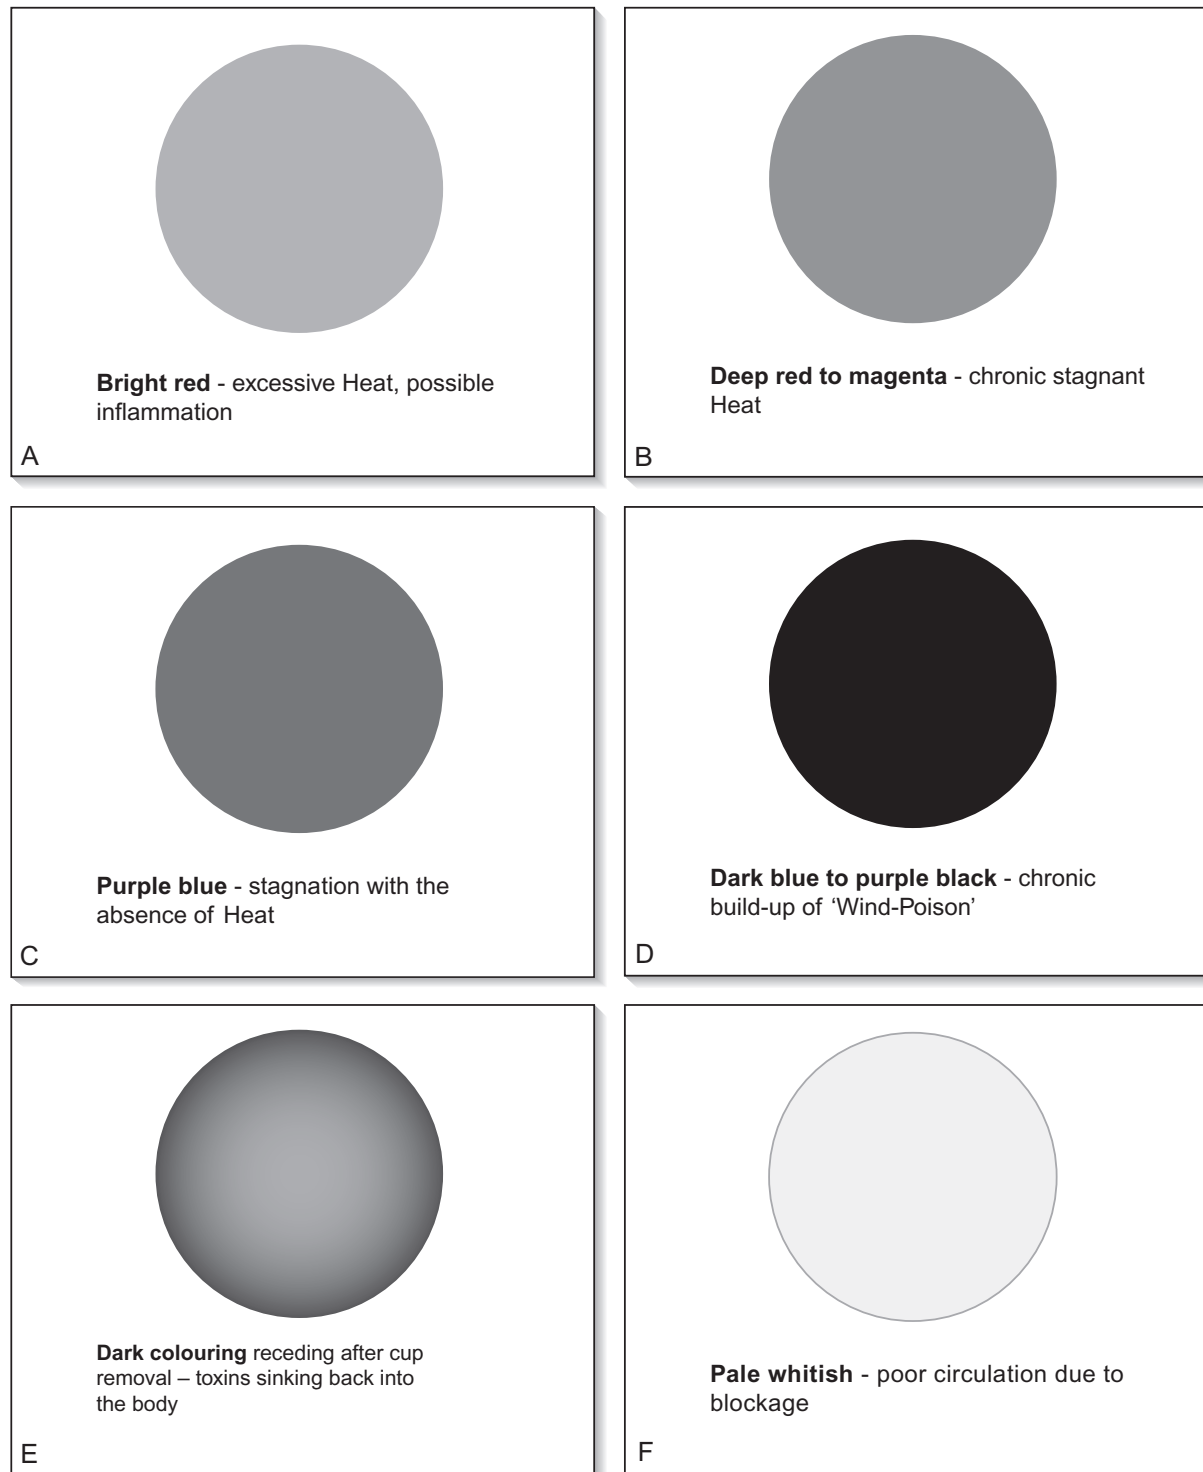 Bright red - excessive Heat, possible
inflammation
A
Deep red to magenta - chronic stagnant
Heat
B
Purple blue - stagnation with the
absence of Heat
C
Dark blue to purple black - chronic
build-up of ‘Wind-Poison’
D
Dark colouring receding after cup
removal – toxins sinking back into
the body
E
Pale whitish - poor circulation due to
blockage
F